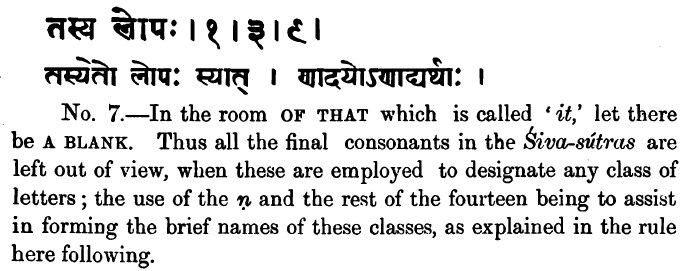 तस्य लोपः । १ । ३ । ९ ।
तस्येतो लोपः स्यात् । णादयोऽणाद्यर्थाः ।
No. 7.—In the room OF THAT which is called ‘it,’ let there
be A BLANK. Thus all the final consonants in the Śiva-sútras are
left out of view, when these are employed to designate any class of
letters ; the use of the ṇ and the rest of the fourteen being to assist
in forming the brief names of these classes, as explained in the rule
here following.